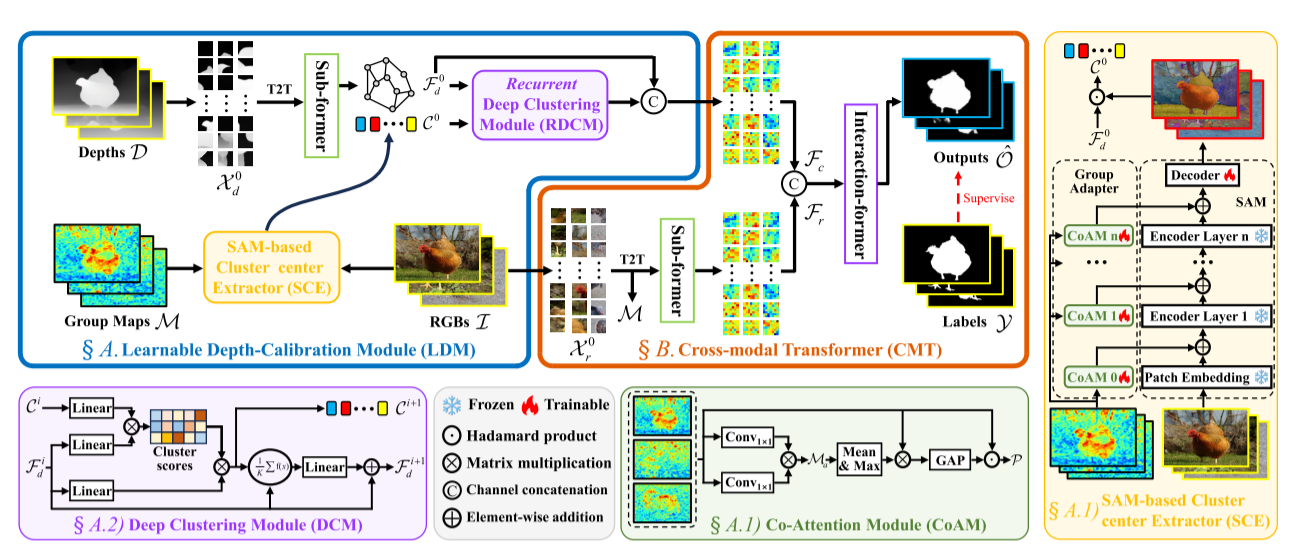 Depths 𝒟
𝒳_d^0
T2T
Sub-former
ℱ_d^0
𝒞^0
Recurrent
Deep Clustering
Module (RDCM)
C
Group Maps ℳ
SAM-based
Cluster center
Extractor (SCE)
RGBs ℐ
§ A. Learnable Depth-Calibration Module (LDM)
𝒳_r^0
T2T
ℳ
Sub-former
ℱ_c
C
ℱ_r
Interaction-former
Outputs 𝒪̂
Supervise
Labels 𝒴
§ B. Cross-modal Transformer (CMT)
𝒞^0
ℱ_d^0
Group
Adapter
Decoder
SAM
CoAM n
Encoder Layer n
CoAM 1
Encoder Layer 1
CoAM 0
Patch Embedding
§ A.1) SAM-based Cluster
center Extractor (SCE)
𝒞^i
Linear
Cluster
scores
𝒞^{i+1}
ℱ_d^i
Linear
1/K ∑ f(x)
Linear
ℱ_d^{i+1}
Linear
§ A.2) Deep Clustering Module (DCM)
Frozen Trainable
Hadamard product
Matrix multiplication
C Channel concatenation
Element-wise addition
Conv1×1
Conv1×1
Mean
& Max
GAP
𝒫
§ A.1) Co-Attention Module (CoAM)